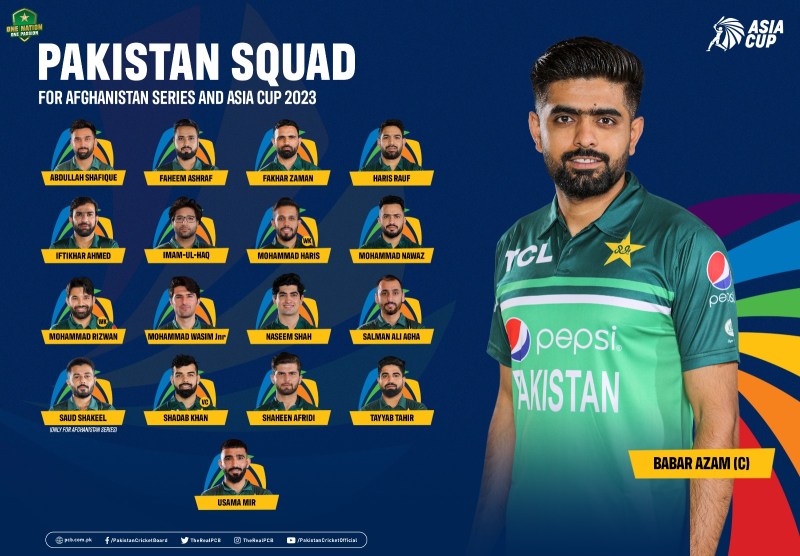 ONE NATION
ONE PASSION
ASIA
CUP
PAKISTAN SQUAD
FOR AFGHANISTAN SERIES AND ASIA CUP 2023
ABDULLAH SHAFIQUE
FAHEEM ASHRAF
FAKHAR ZAMAN
HARIS RAUF
IFTIKHAR AHMED
IMAM-UL-HAQ
WK
MOHAMMAD HARIS
MOHAMMAD NAWAZ
WK
MOHAMMAD RIZWAN
MOHAMMAD WASIM Jnr
NASEEM SHAH
SALMAN ALI AGHA
SAUD SHAKEEL
(ONLY FOR AFGHANISTAN SERIES)
VC
SHADAB KHAN
SHAHEEN AFRIDI
TAYYAB TAHIR
USAMA MIR
TCL
pepsi
pepsi
PAKISTAN
BABAR AZAM (C)
pcb.com.pk
/PakistanCricketBoard
TheRealPCB
TheRealPCB
/PakistanCricketOfficial